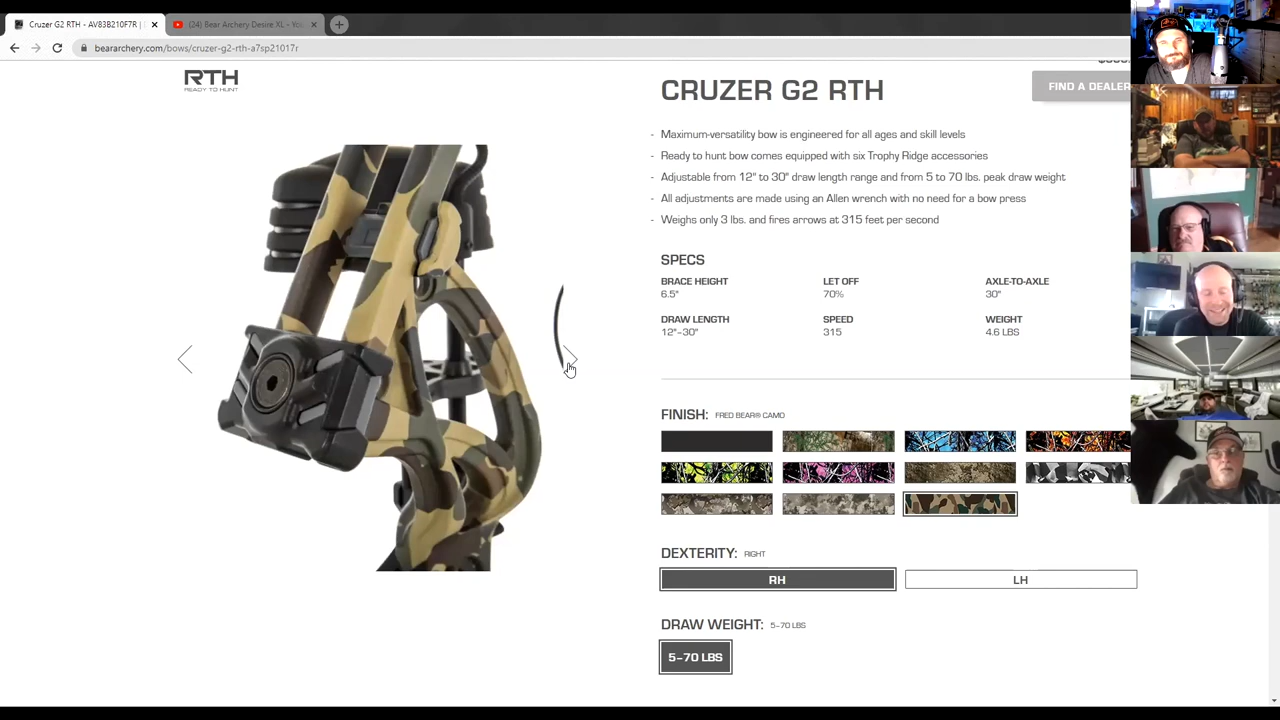 Cruzer G2 RTH - AV83B210F7R |
(24) Bear Archery Desire XL - You
beararchery.com/bows/cruzer-g2-rth-a7sp21017r
RTH
READY TO HUNT
CRUZER G2 RTH
FIND A DEALER
- Maximum-versatility bow is engineered for all ages and skill levels
- Ready to hunt bow comes equipped with six Trophy Ridge accessories
- Adjustable from 12" to 30" draw length range and from 5 to 70 lbs. peak draw weight
- All adjustments are made using an Allen wrench with no need for a bow press
- Weighs only 3 lbs. and fires arrows at 315 feet per second
SPECS
BRACE HEIGHT LET OFF AXLE-TO-AXLE
6.5" 70% 30"
DRAW LENGTH SPEED WEIGHT
12"-30" 315 4.6 LBS
FINISH: FRED BEAR® CAMO
DEXTERITY: RIGHT
RH LH
DRAW WEIGHT: 5-70 LBS
5-70 LBS